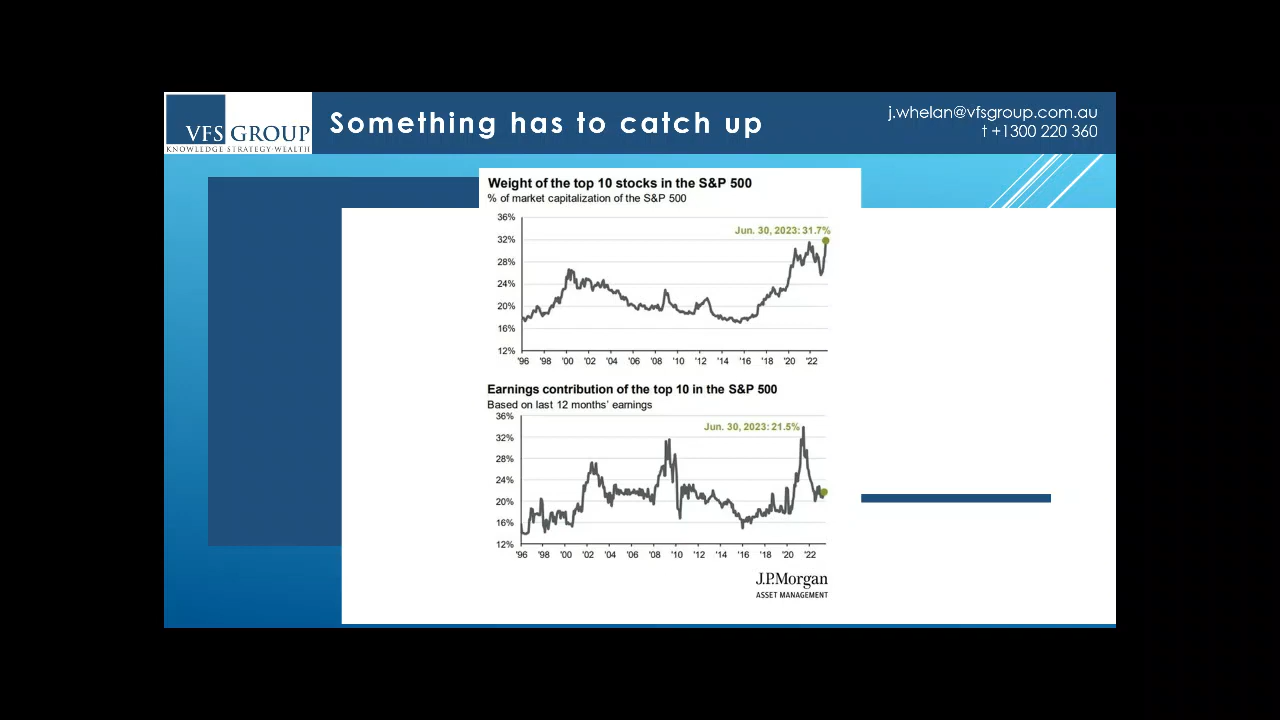 VFS GROUP
KNOWLEDGE STRATEGY-WEALTH
Something has to catch up
j.whelan@vfsgroup.com.au
t +1300 220 360
Weight of the top 10 stocks in the S&P 500
% of market capitalization of the S&P 500
36%
Jun. 30, 2023: 31.7%
32%
28%
24%
20%
16%
12%
'96 '98 '00 '02 '04 '06 '08 '10 '12 '14 '16 '18 '20 '22
Earnings contribution of the top 10 in the S&P 500
Based on last 12 months' earnings
36%
Jun. 30, 2023: 21.5%
32%
28%
24%
20%
16%
12%
'96 '98 '00 '02 '04 '06 '08 '10 '12 '14 '16 '18 '20 '22
J.P.Morgan
ASSET MANAGEMENT